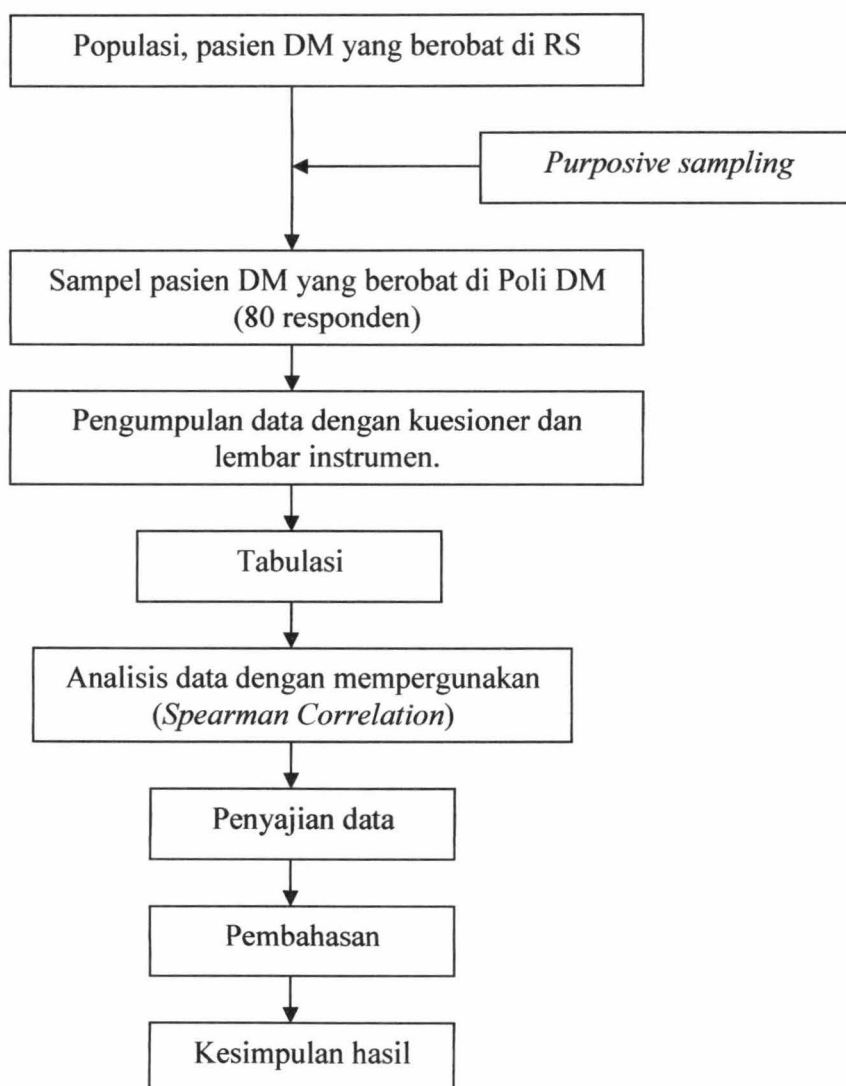 Populasi, pasien DM yang berobat di RS
Purposive sampling
Sampel pasien DM yang berobat di Poli DM
(80 responden)
Pengumpulan data dengan kuesioner dan
lembar instrumen.
Tabulasi
Analisis data dengan mempergunakan
(Spearman Correlation)
Penyajian data
Pembahasan
Kesimpulan hasil